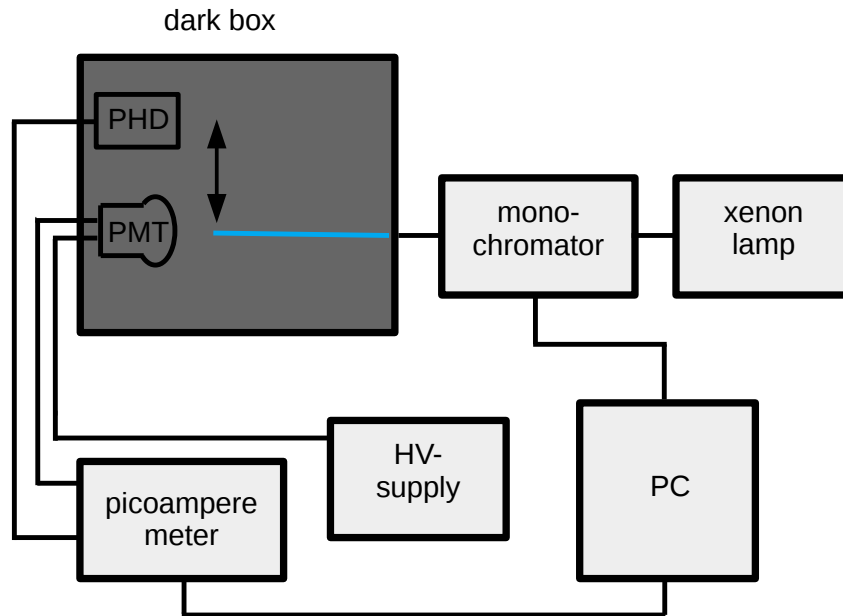 dark box
PHD
PMT
mono-
chromator
xenon
lamp
HV-
supply
PC
picoampere
meter